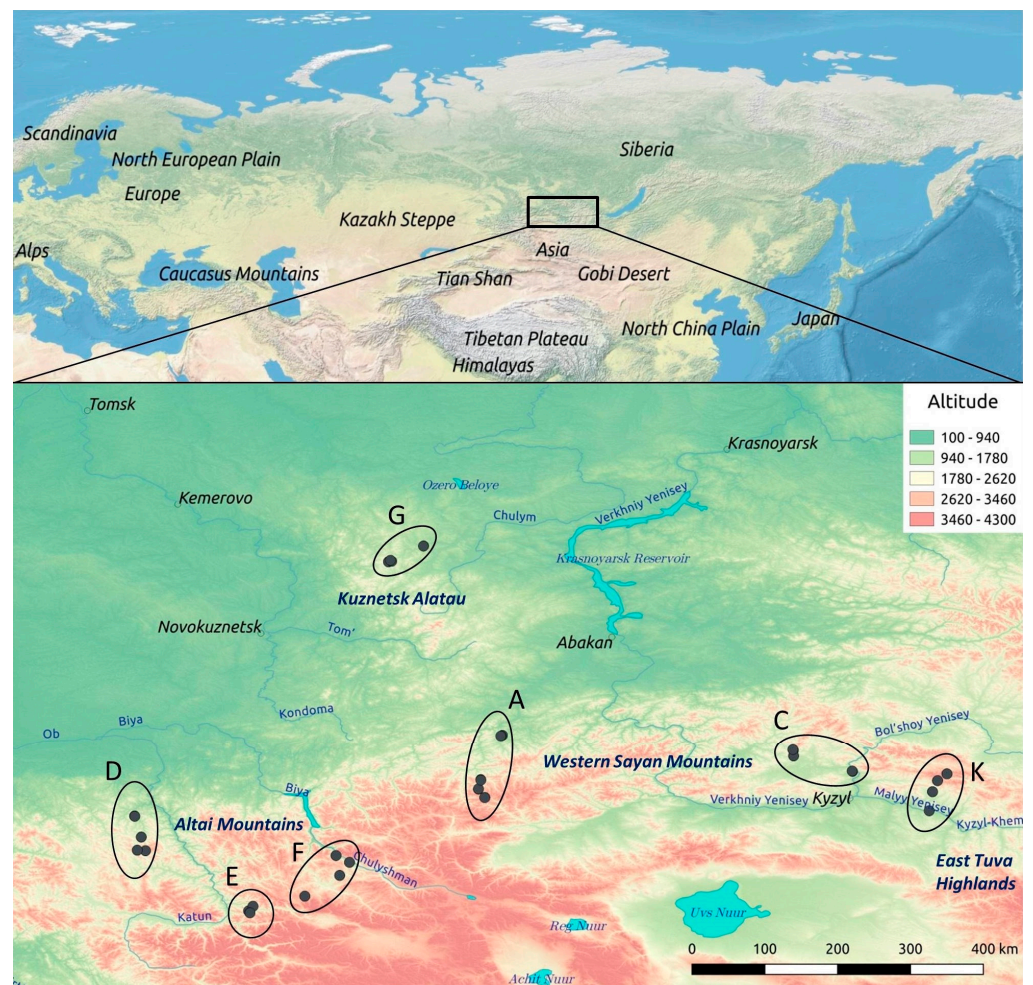 Scandinavia
North European Plain
Siberia
Europe
Kazakh Steppe
Alps
Asia
Caucasus Mountains
Tian Shan
Gobi Desert
Japan
North China Plain
Tibetan Plateau
Himalayas
Tomsk
Altitude
100 - 940
940 - 1780
1780 - 2620
2620 - 3460
3460 - 4300
Krasnoyarsk
Ozero Beloye
Kemerovo
Verkhniy Yenisey
G
Chulym
Krasnoyarsk Reservoir
Kuznetsk Alatau
Novokuznetsk
Tom'
Abakan
A
Kondoma
Biya
Ob
C
Bol'shoy Yenisey
Western Sayan Mountains
D
K
Biya
Malyy Yenisey
Verkhniy Yenisey
Kyzyl
Altai Mountains
Kyzyl-Khem
F
Chulyshman
East Tuva
Highlands
E
Katun
Uvs Nuur
Reg Nuur
0 100 200 300 400 km
Achit Nuur